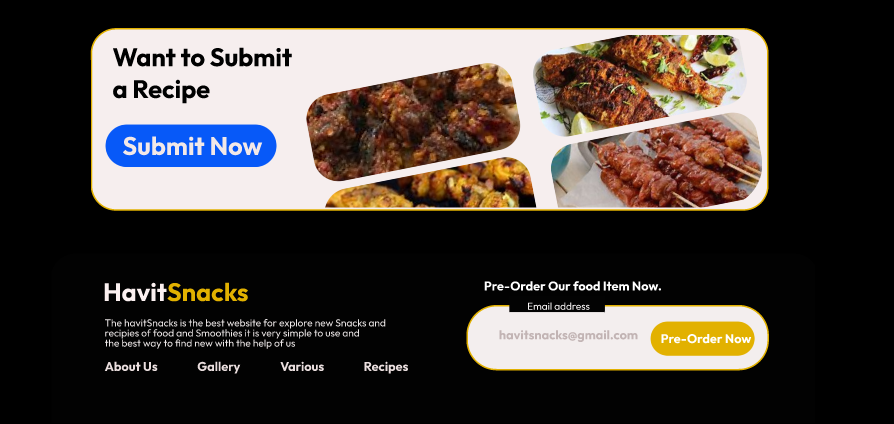 Want to Submit
a Recipe
Submit Now
HavitSnacks
The havitSnacks is the best website for explore new Snacks and
recipies of food and Smoothies it is very simple to use and
the best way to find new with the help of us
About Us Gallery Various Recipes
Pre-Order Our food Item Now.
Email address
havitsnacks@gmail.com
Pre-Order Now